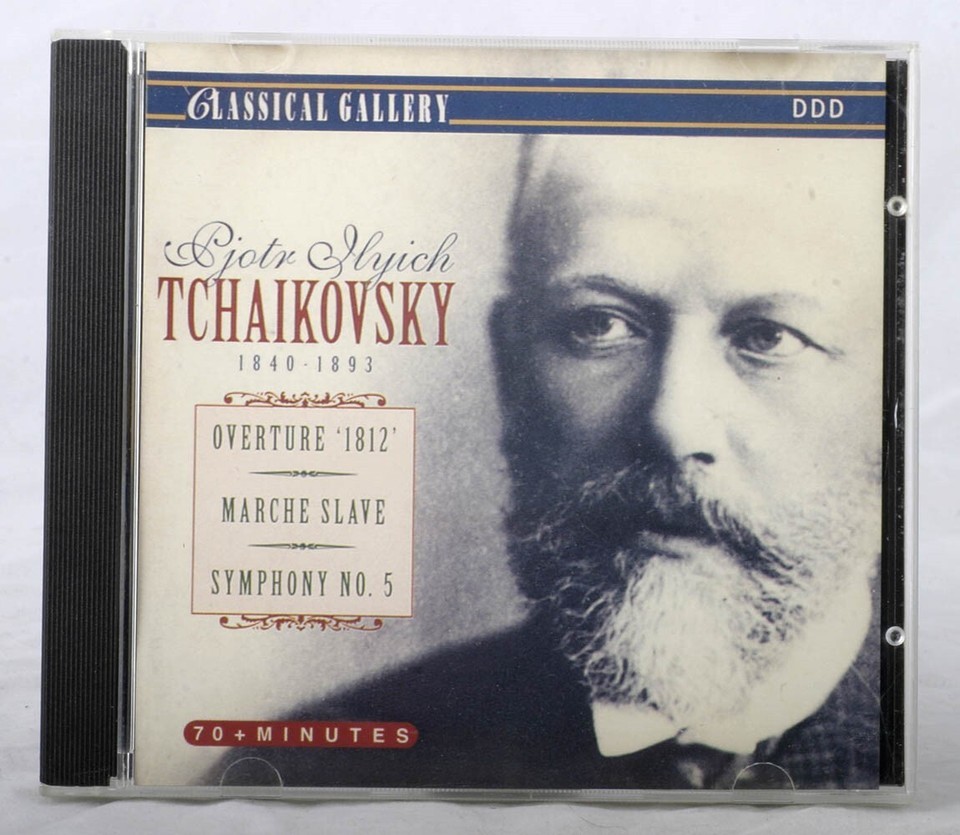 CLASSICAL GALLERY DDD
Pjotr Ilyich
TCHAIKOVSKY
1840-1893
OVERTURE ‘1812’
MARCHE SLAVE
SYMPHONY NO. 5
70+MINUTES